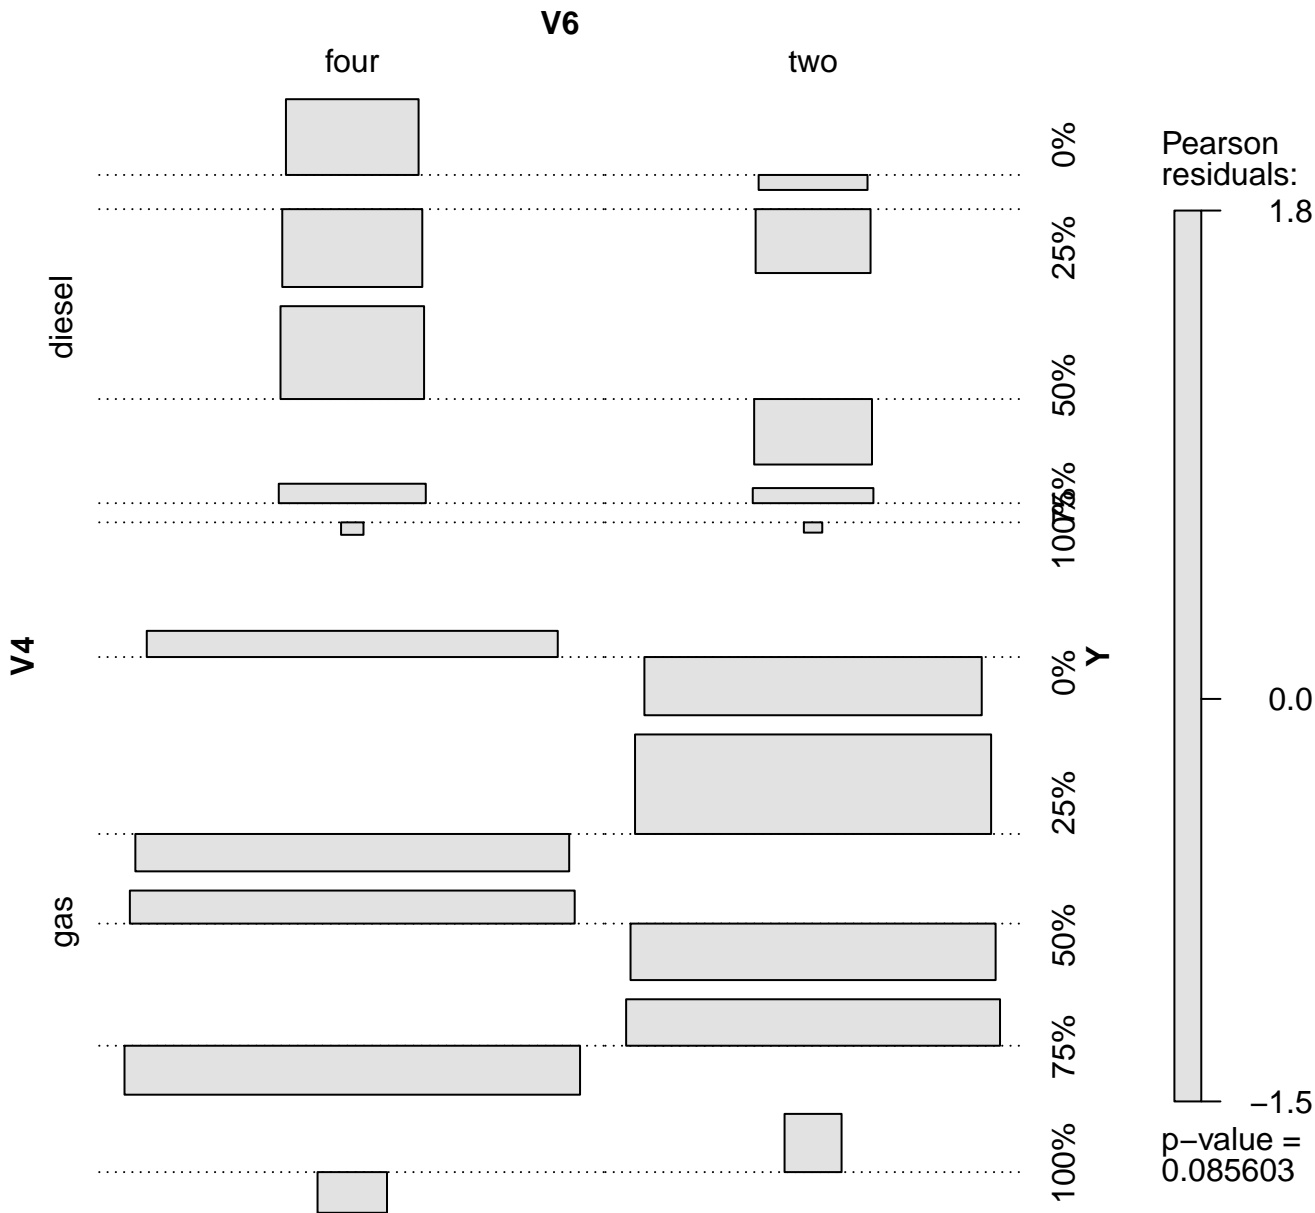 V6
four two
diesel
0%
25%
50%
75%
100%
V4
gas
0%
25%
50%
75%
100%
Y
Pearson
residuals:
1.8
0.0
−1.5
p−value =
0.085603